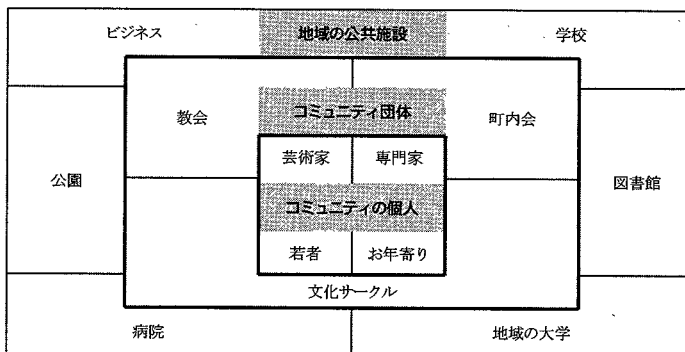 ビジネス
地域の公共施設
学校
教会
コミュニティ団体
町内会
芸術家
専門家
公園
図書館
コミュニティの個人
若者
お年寄り
文化サークル
病院
地域の大学